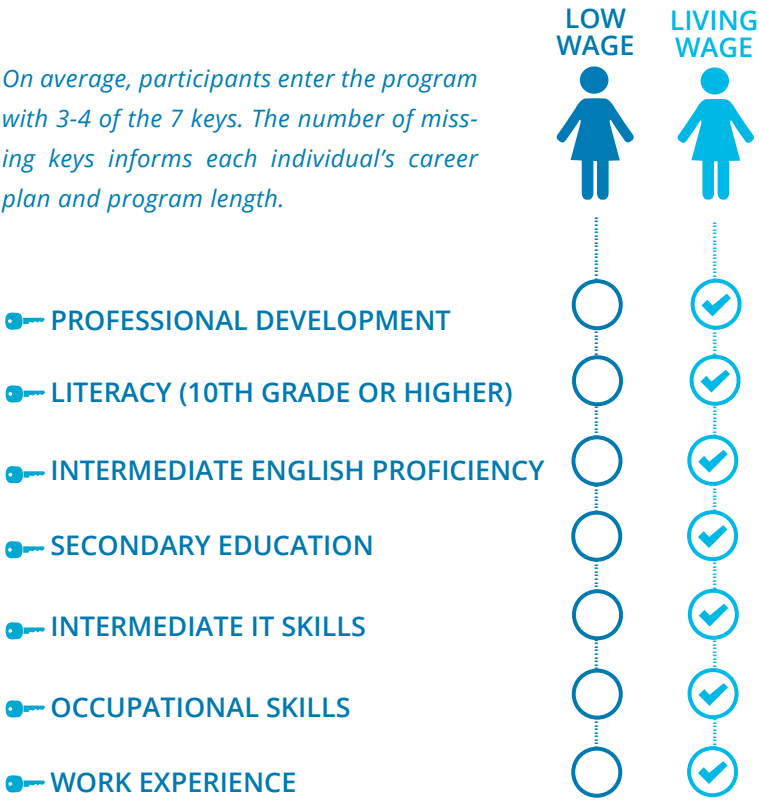 LOW
WAGE
LIVING
WAGE
On average, participants enter the program
with 3-4 of the 7 keys. The number of miss-
ing keys informs each individual's career
plan and program length.
PROFESSIONAL DEVELOPMENT
LITERACY (10TH GRADE OR HIGHER)
INTERMEDIATE ENGLISH PROFICIENCY
SECONDARY EDUCATION
INTERMEDIATE IT SKILLS
OCCUPATIONAL SKILLS
WORK EXPERIENCE